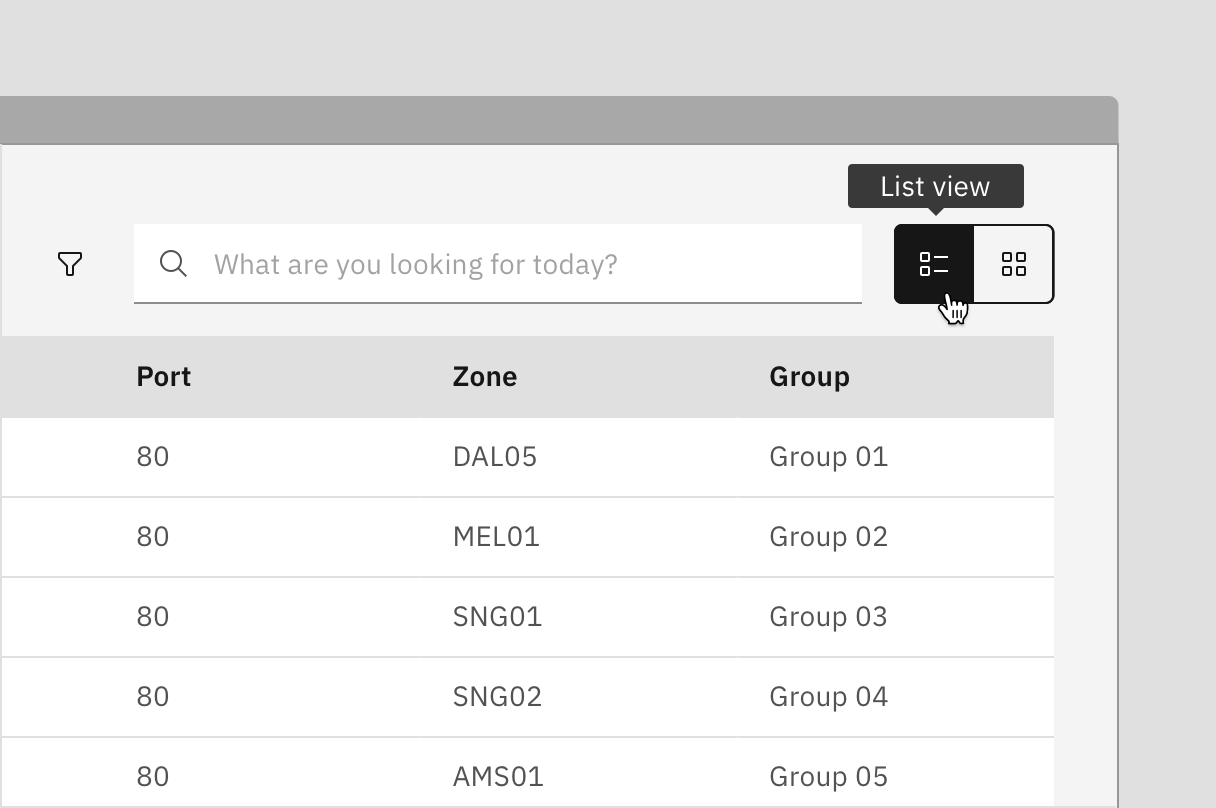 List view
What are you looking for today?
Port Zone Group
80 DAL05 Group 01
80 MEL01 Group 02
80 SNG01 Group 03
80 SNG02 Group 04
80 AMS01 Group 05